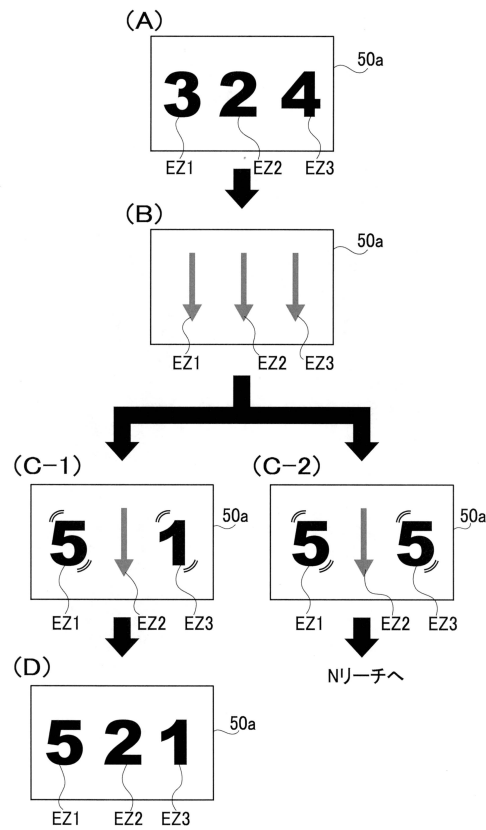 (A)
50a
3 2 4
EZ1 EZ2 EZ3
(B)
50a
EZ1 EZ2 EZ3
(C-1) (C-2)
50a 50a
5 1 5 5
EZ1 EZ2 EZ3 EZ1 EZ2 EZ3
(D) Nリーチへ
50a
5 2 1
EZ1 EZ2 EZ3